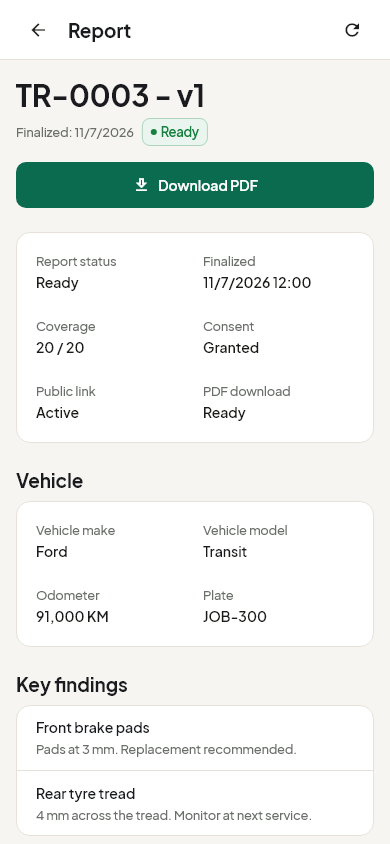 Report
TR-0003 – v1
Finalized: 11/7/2026 Ready
Download PDF
Report status Finalized
Ready 11/7/2026 12:00
Coverage Consent
20 / 20 Granted
Public link PDF download
Active Ready
Vehicle
Vehicle make Vehicle model
Ford Transit
Odometer Plate
91,000 KM JOB-300
Key findings
Front brake pads
Pads at 3 mm. Replacement recommended.
Rear tyre tread
4 mm across the tread. Monitor at next service.